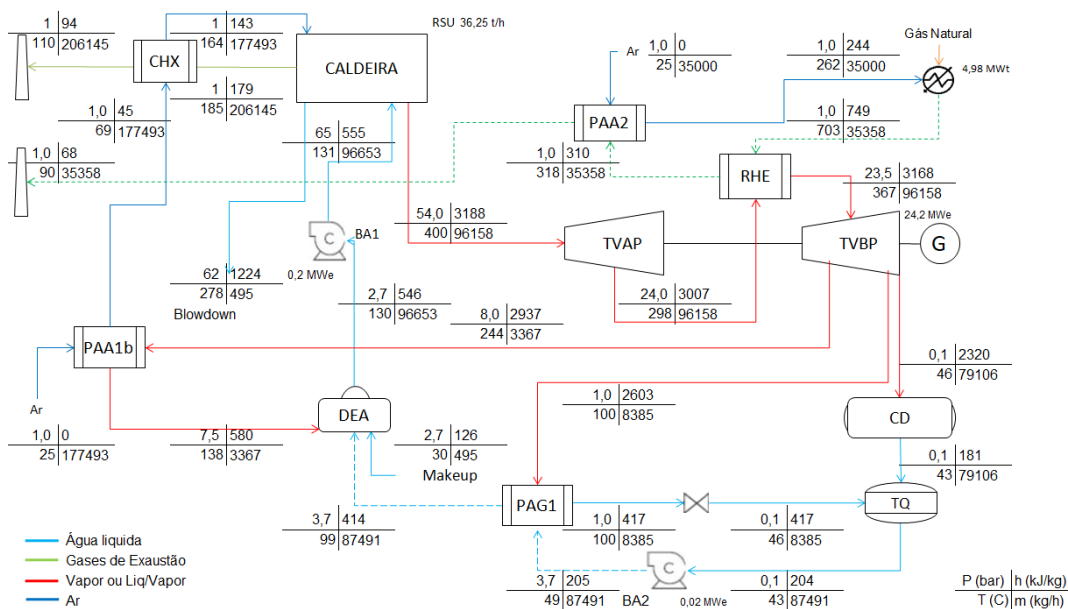 1 94
110 206145
1 143
164 177493
RSU 36,25 t/h
CHX
CALDEIRA
1 179
185 206145
1,0 45
69 177493
Ar
1,0 0
25 35000
1,0 244
262 35000
Gás Natural
4,98 MWt
PAA2
1,0 749
703 35358
65 555
131 96653
1,0 68
90 35358
1,0 310
318 35358
RHE
23,5 3168
367 96158
54,0 3188
400 96158
24,2 MWe
C
BA1
0,2 MWe
TVAP
TVBP
G
62 1224
278 495
Blowdown
2,7 546
130 96653
24,0 3007
298 96158
8,0 2937
244 3367
PAA1b
0,1 2320
46 79106
1,0 2603
100 8385
Ar
DEA
CD
1,0 0
25 177493
7,5 580
138 3367
2,7 126
30 495
Makeup
0,1 181
43 79106
PAG1
TQ
3,7 414
99 87491
1,0 417
100 8385
0,1 417
46 8385
Água liquida
Gases de Exaustão
Vapor ou Liq/Vapor
Ar
C
3,7 205
49 87491
BA2
0,02 MWe
0,1 204
43 87491
P (bar) h (kJ/kg)
T (C) m (kg/h)